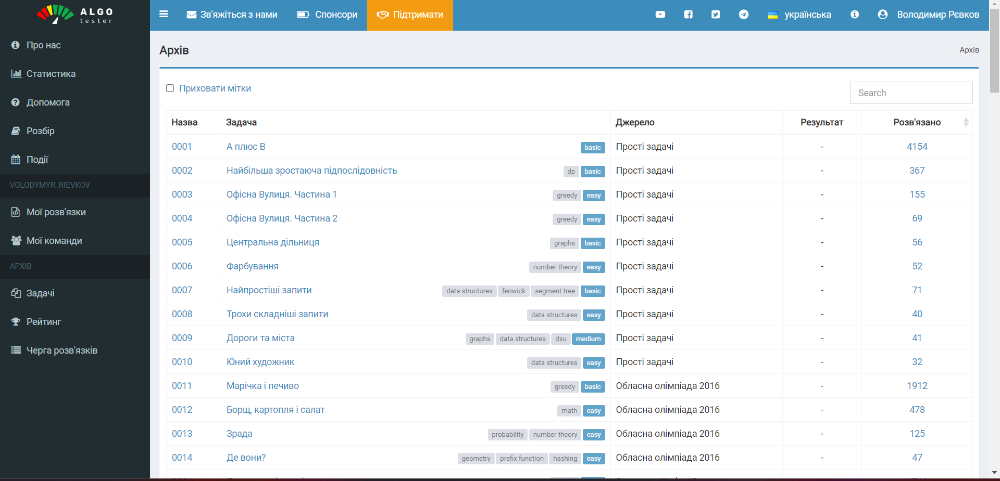 ALGO
tester
Зв'яжіться з нами
Спонсори
Підтримати
українська
Володимир Рєвков
Про нас
Статистика
Допомога
Розбір
Події
VOLODYMYR_RIEVKOV
Мої розв'язки
Мої команди
АРХІВ
Задачі
Рейтинг
Черга розв'язків
Архів
Архів
Приховати мітки
Search
Назва Задача Джерело Результат Розв'язано
0001 А плюс В basic Прості задачі - 4154
0002 Найбільша зростаюча підпослідовність dp basic Прості задачі - 367
0003 Офісна Вулиця. Частина 1 greedy easy Прості задачі - 155
0004 Офісна Вулиця. Частина 2 greedy easy Прості задачі - 69
0005 Центральна дільниця graphs basic Прості задачі - 56
0006 Фарбування number theory easy Прості задачі - 52
0007 Найпростіші запити data structures fenwick segment tree basic Прості задачі - 71
0008 Трохи складніші запити data structures easy Прості задачі - 40
0009 Дороги та міста graphs data structures dsu medium Прості задачі - 41
0010 Юний художник data structures easy Прості задачі - 32
0011 Марічка і печиво greedy basic Обласна олімпіада 2016 - 1912
0012 Борщ, картопля і салат math easy Обласна олімпіада 2016 - 478
0013 Зрада probability number theory easy Обласна олімпіада 2016 - 125
0014 Де вони? geometry prefix function hashing easy Обласна олімпіада 2016 - 47